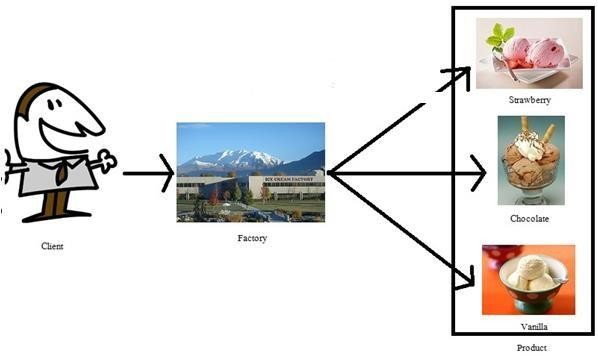 Client
ICE CREAM FACTORY
Factory
Strawberry
Chocolate
Vanilla
Product